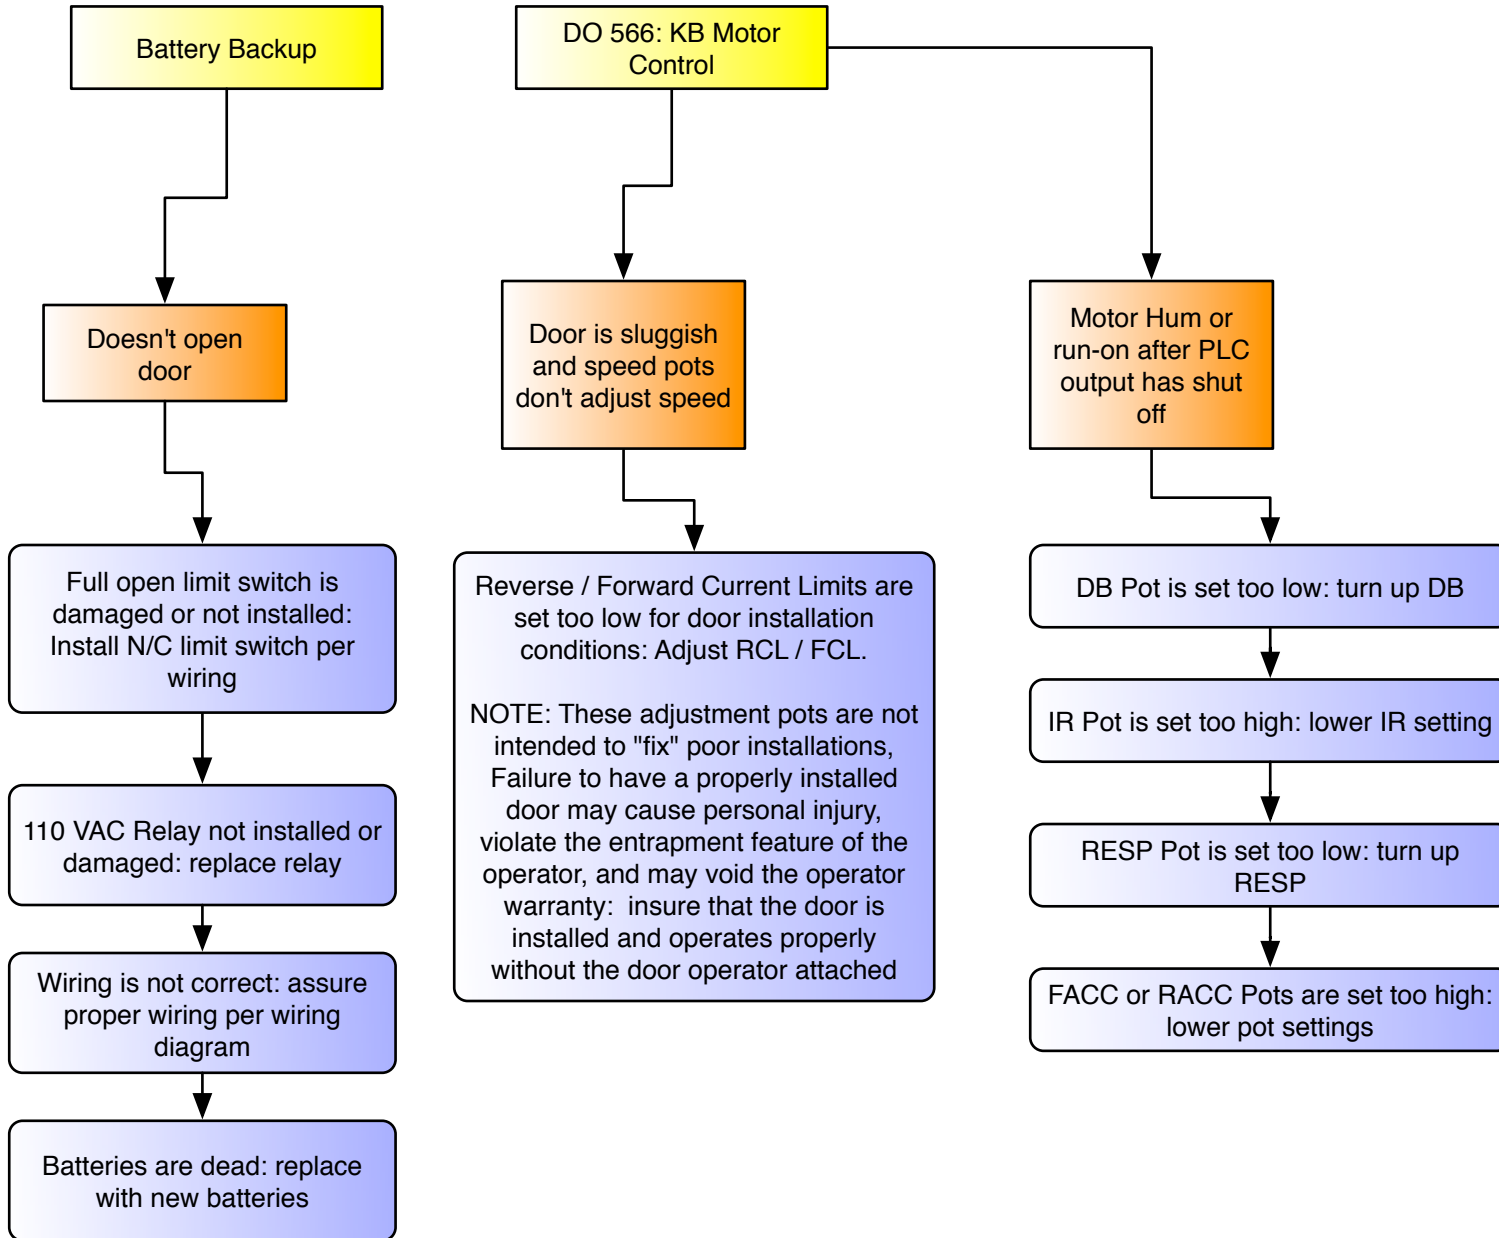 Battery Backup
DO 566: KB Motor
Control
Doesn't open
door
Door is sluggish
and speed pots
don't adjust speed
Motor Hum or
run-on after PLC
output has shut
off
Full open limit switch is
damaged or not installed:
Install N/C limit switch per
wiring
110 VAC Relay not installed or
damaged: replace relay
Wiring is not correct: assure
proper wiring per wiring
diagram
Batteries are dead: replace
with new batteries
Reverse / Forward Current Limits are
set too low for door installation
conditions: Adjust RCL / FCL.
NOTE: These adjustment pots are not
intended to "fix" poor installations,
Failure to have a properly installed
door may cause personal injury,
violate the entrapment feature of the
operator, and may void the operator
warranty:  insure that the door is
installed and operates properly
without the door operator attached
DB Pot is set too low: turn up DB
IR Pot is set too high: lower IR setting
RESP Pot is set too low: turn up
RESP
FACC or RACC Pots are set too high:
lower pot settings